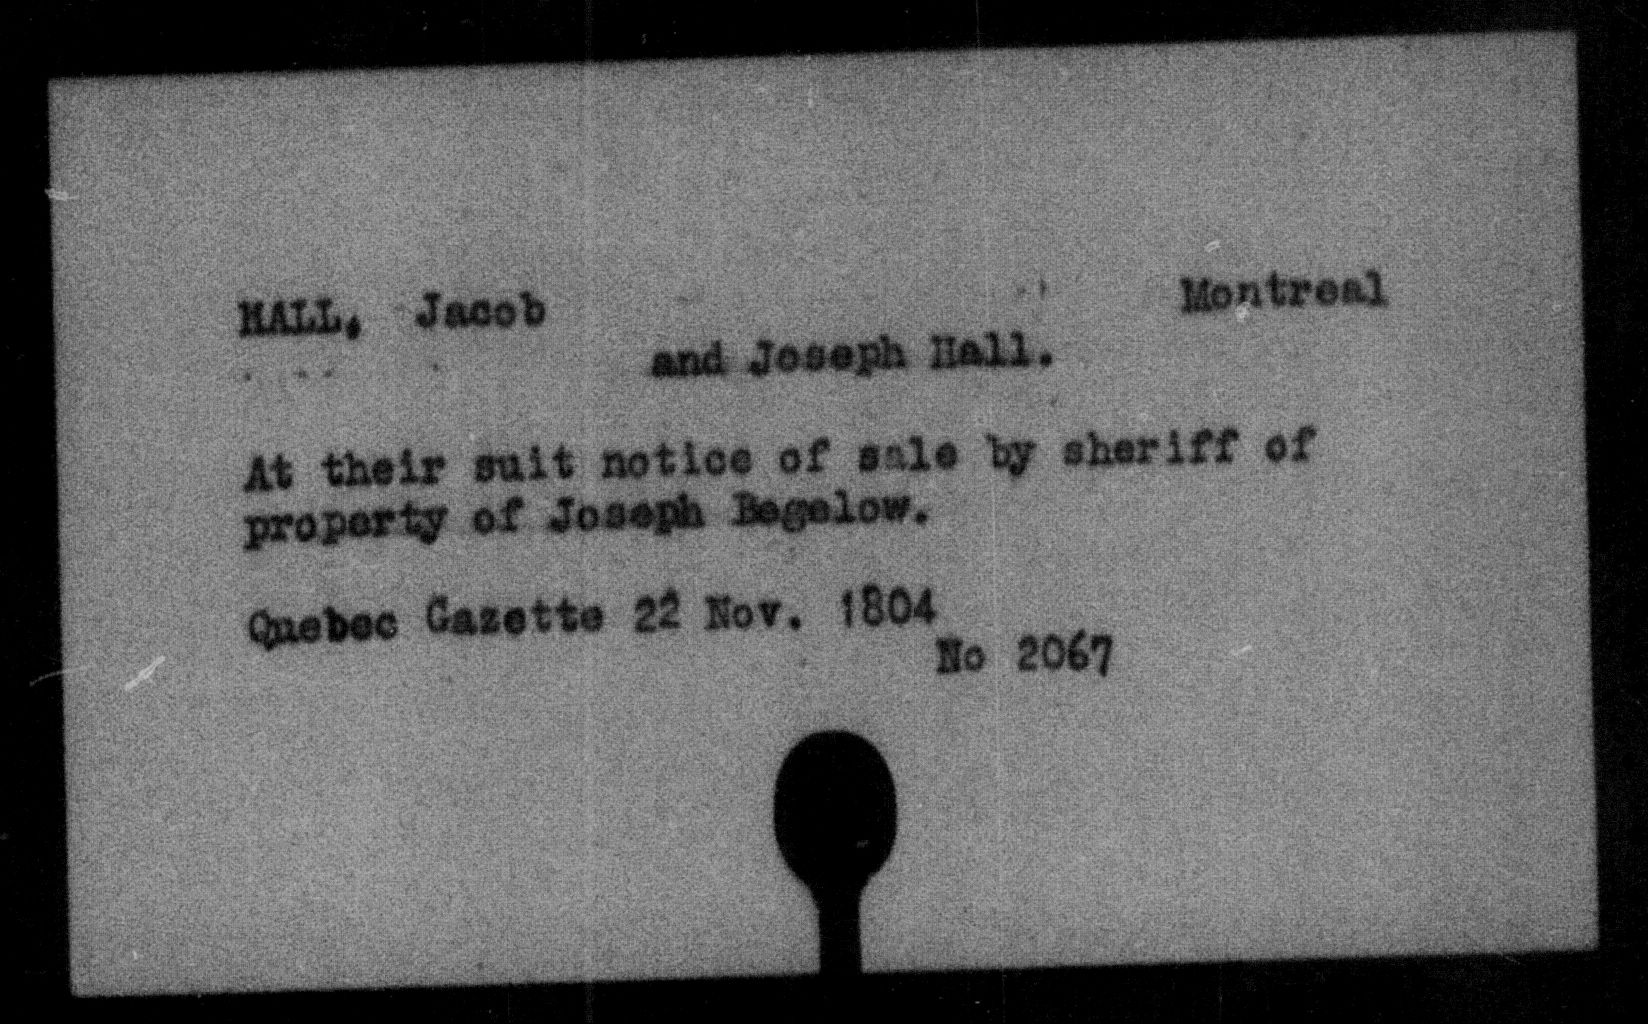 HALL, Jacob Montreal
and Joseph Hall.
At their suit notice of sale by sheriff of
property of Joseph Begelow.
Quebec Gazette 22 Nov. 1804
No 2067